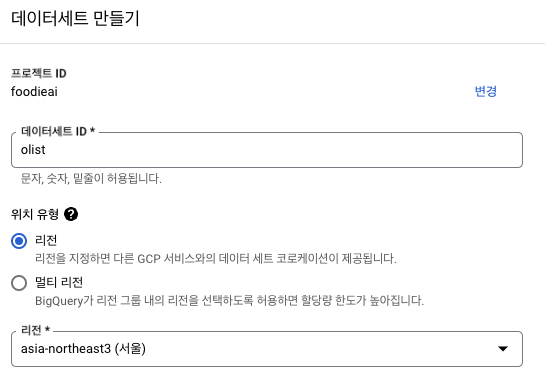 데이터세트 만들기
프로젝트 ID
foodieai
변경
데이터세트 ID *
olist
문자, 숫자, 밑줄이 허용됩니다.
위치 유형 ?
리전
리전을 지정하면 다른 GCP 서비스와의 데이터 세트 코로케이션이 제공됩니다.
멀티 리전
BigQuery가 리전 그룹 내의 리전을 선택하도록 허용하면 할당량 한도가 높아집니다.
리전 *
asia-northeast3 (서울)